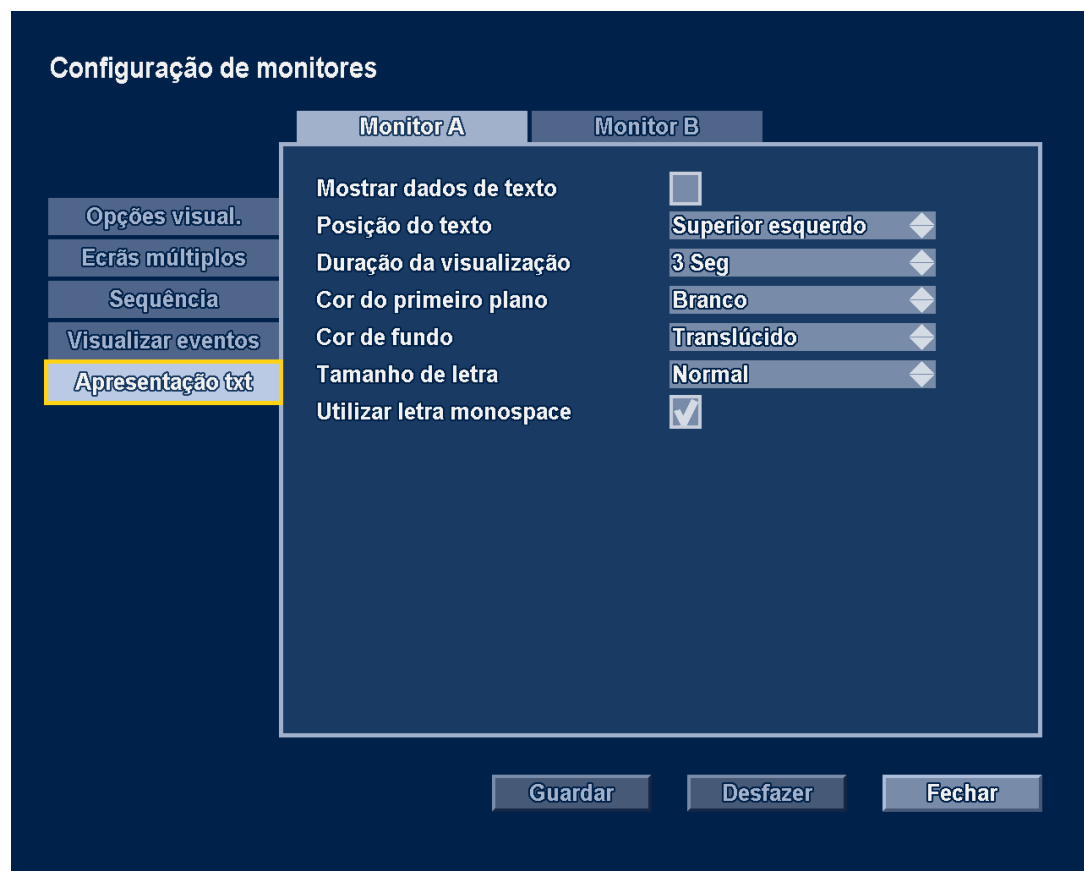 Configuração de monitores
Monitor A Monitor B
Mostrar dados de texto
Opções visual. Posição do texto Superior esquerdo
Ecrãs múltiplos Duração da visualização 3 Seg
Sequência Cor do primeiro plano Branco
Visualizar eventos Cor de fundo Translúcido
Apresentação txt Tamanho de letra Normal
Utilizar letra monospace
Guardar Desfazer Fechar